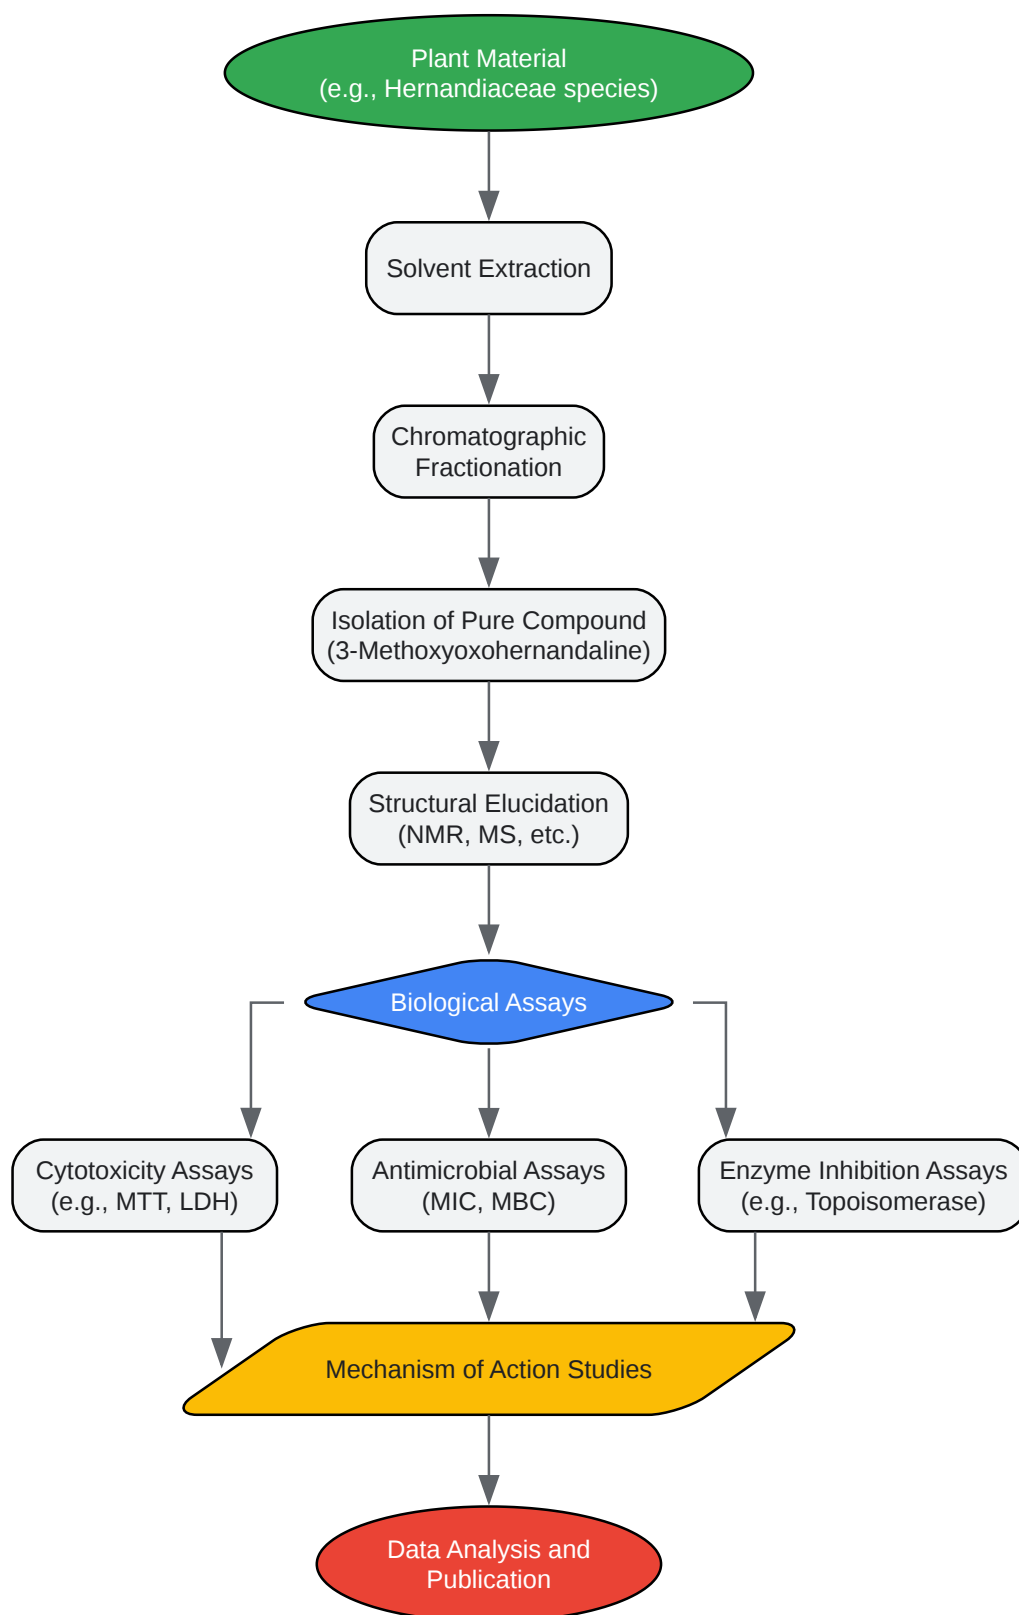 Plant Material
(e.g., Hernandiaceae species)
Solvent Extraction
Chromatographic
Fractionation
Isolation of Pure Compound
(3-Methoxyoxohernandaline)
Structural Elucidation
(NMR, MS, etc.)
Biological Assays
Cytotoxicity Assays
(e.g., MTT, LDH)
Antimicrobial Assays
(MIC, MBC)
Enzyme Inhibition Assays
(e.g., Topoisomerase)
Mechanism of Action Studies
Data Analysis and
Publication